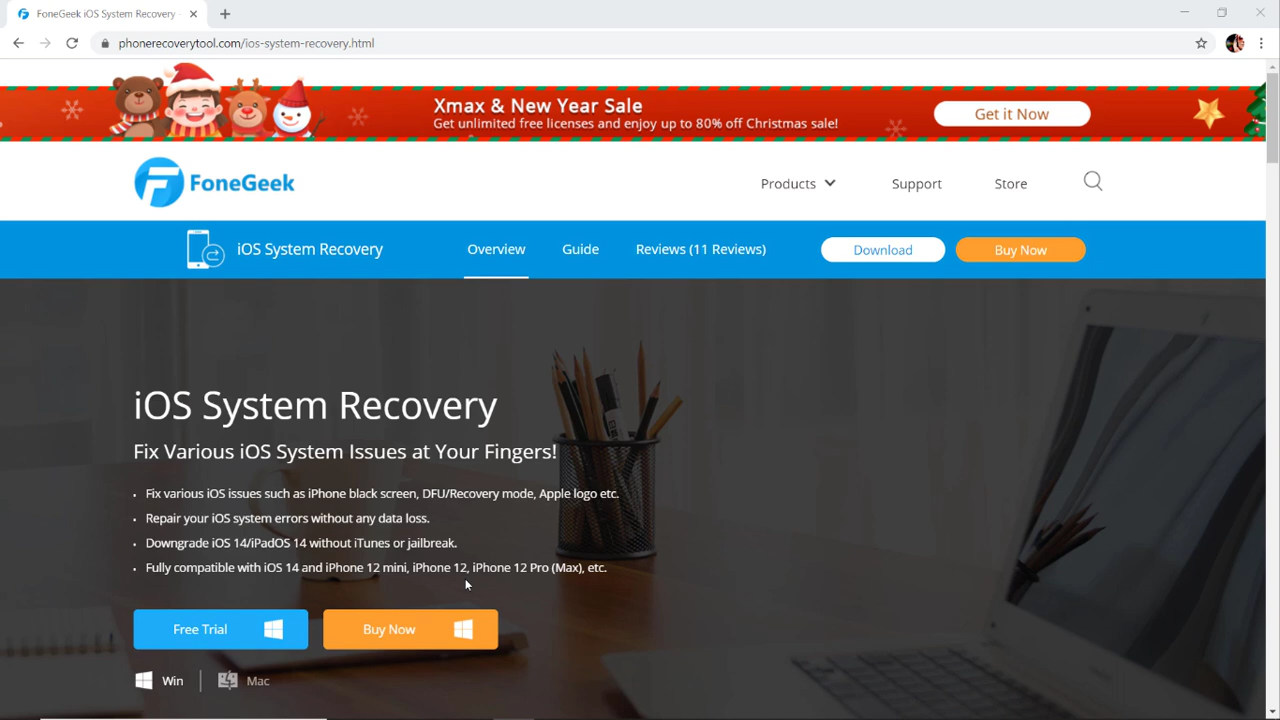 FoneGeek iOS System Recovery
phonerecoverytool.com/ios-system-recovery.html
Xmax & New Year Sale
Get unlimited free licenses and enjoy up to 80% off Christmas sale!
Get it Now
FoneGeek
Products
Support
Store
iOS System Recovery
Overview
Guide
Reviews (11 Reviews)
Download
Buy Now
iOS System Recovery
Fix Various iOS System Issues at Your Fingers!
• Fix various iOS issues such as iPhone black screen, DFU/Recovery mode, Apple logo etc.
• Repair your iOS system errors without any data loss.
• Downgrade iOS 14/iPadOS 14 without iTunes or jailbreak.
• Fully compatible with iOS 14 and iPhone 12 mini, iPhone 12, iPhone 12 Pro (Max), etc.
Free Trial
Buy Now
Win
Mac